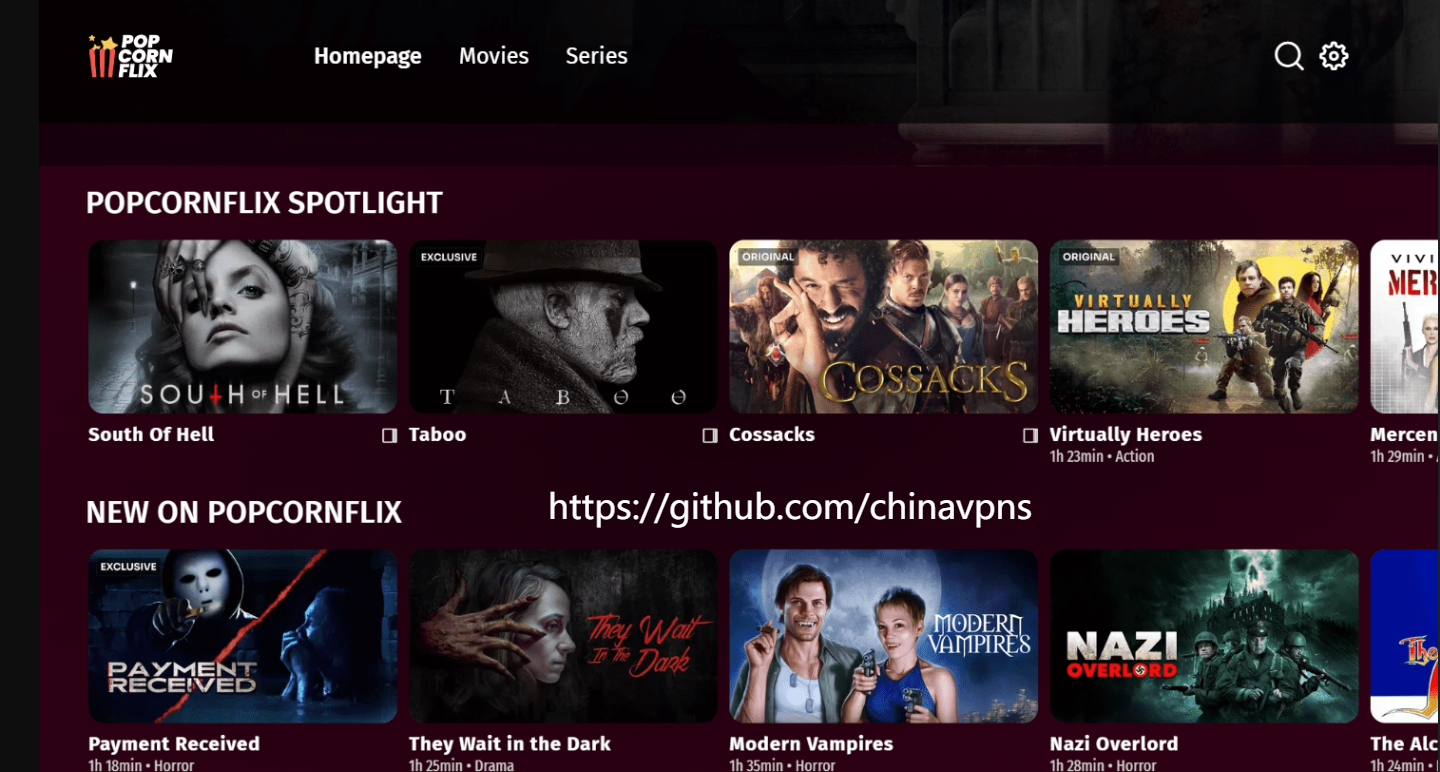 POP
CORN
FLIX
Homepage Movies Series
POPCORNFLIX SPOTLIGHT
SOUTH OF HELL
EXCLUSIVE
TABOO
ORIGINAL
COSSACKS
ORIGINAL
VIRTUALLY
HEROES
VIVI
MER
South Of Hell
Taboo
Cossacks
Virtually Heroes
1h 23min • Action
Mercen
1h 29min •
NEW ON POPCORNFLIX
https://github.com/chinavpns
EXCLUSIVE
PAYMENT
RECEIVED
They Wait
In The
Dark
MODERN
VAMPIRES
NAZI
OVERLORD
The
Payment Received
1h 18min • Horror
They Wait in the Dark
1h 25min • Drama
Modern Vampires
1h 35min • Horror
Nazi Overlord
1h 28min • Horror
The Alc
1h 24min •